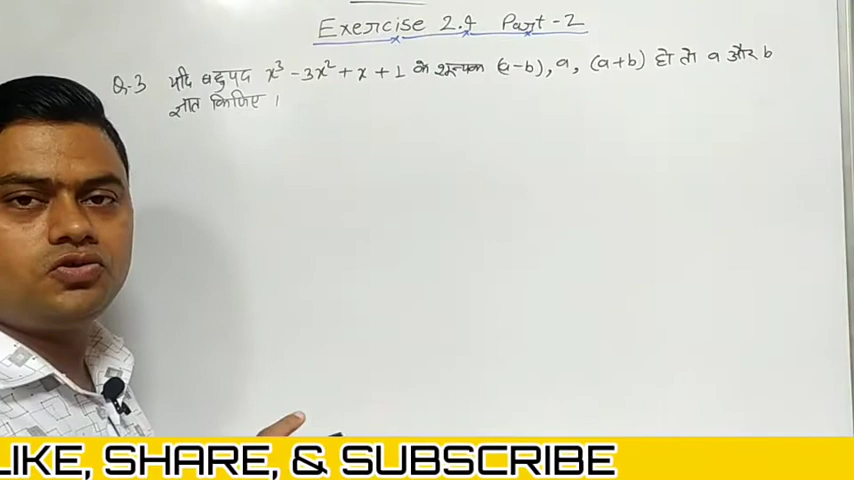 Exercise 2.4 Part-2
Q-3 यदि बहुपद x³ - 3x² + x + 1 के शून्यक (a-b), a, (a+b) हो तो a और b
ज्ञात किजिए ।
LIKE, SHARE, & SUBSCRIBE